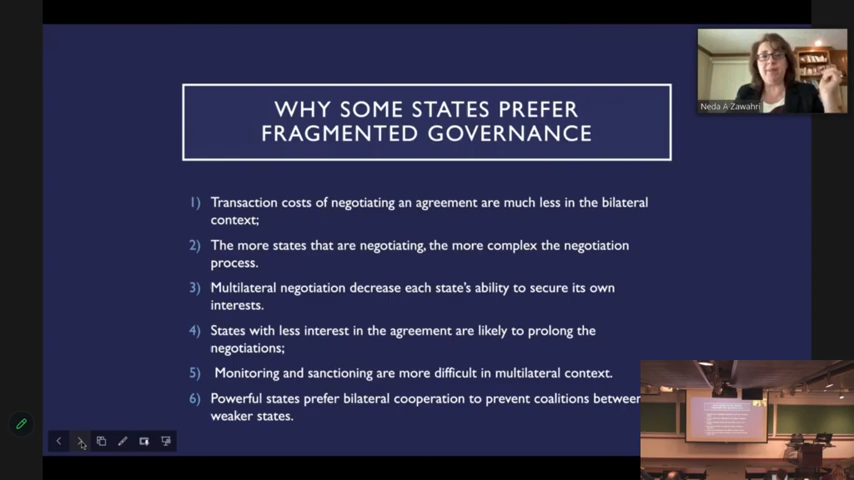 WHY SOME STATES PREFER
FRAGMENTED GOVERNANCE
Neda A Zawahri
1) Transaction costs of negotiating an agreement are much less in the bilateral
context;
2) The more states that are negotiating, the more complex the negotiation
process.
3) Multilateral negotiation decrease each state's ability to secure its own
interests.
4) States with less interest in the agreement are likely to prolong the
negotiations;
5) Monitoring and sanctioning are more difficult in multilateral context.
6) Powerful states prefer bilateral cooperation to prevent coalitions between
weaker states.